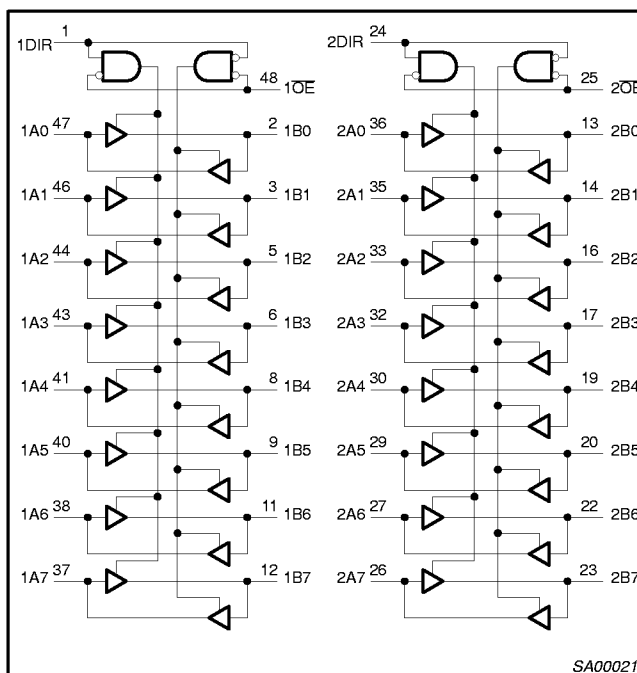 1DIR 1 2DIR 24
48 1OE 25 2OE
1A0 47 2 1B0 2A0 36 13 2B0
1A1 46 3 1B1 2A1 35 14 2B1
1A2 44 5 1B2 2A2 33 16 2B2
1A3 43 6 1B3 2A3 32 17 2B3
1A4 41 8 1B4 2A4 30 19 2B4
1A5 40 9 1B5 2A5 29 20 2B5
1A6 38 11 1B6 2A6 27 22 2B6
1A7 37 12 1B7 2A7 26 23 2B7
SA00021